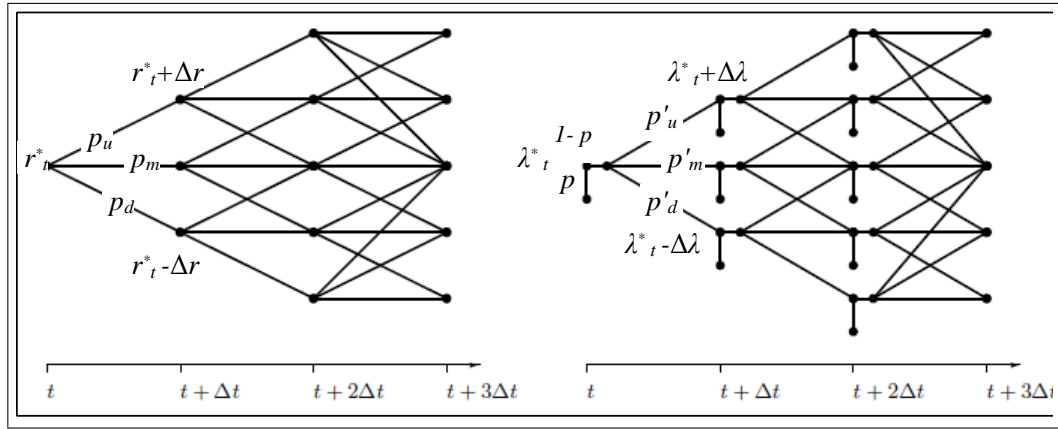 r*t+Δr
pu
r*t
pm
pd
r*t-Δr
t
t + Δt
t + 2Δt
t + 3Δt
λ*t+Δλ
p'u
1- p
λ*t
p'm
p
p'd
λ*t-Δλ
t
t + Δt
t + 2Δt
t + 3Δt